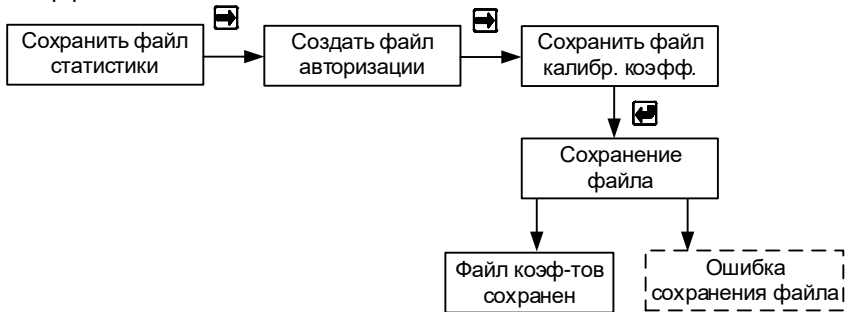 Сохранить файл
статистики
Создать файл
авторизации
Сохранить файл
калибр. коэфф.
Сохранение
файла
Файл коэф-тов
сохранен
Ошибка
сохранения файла